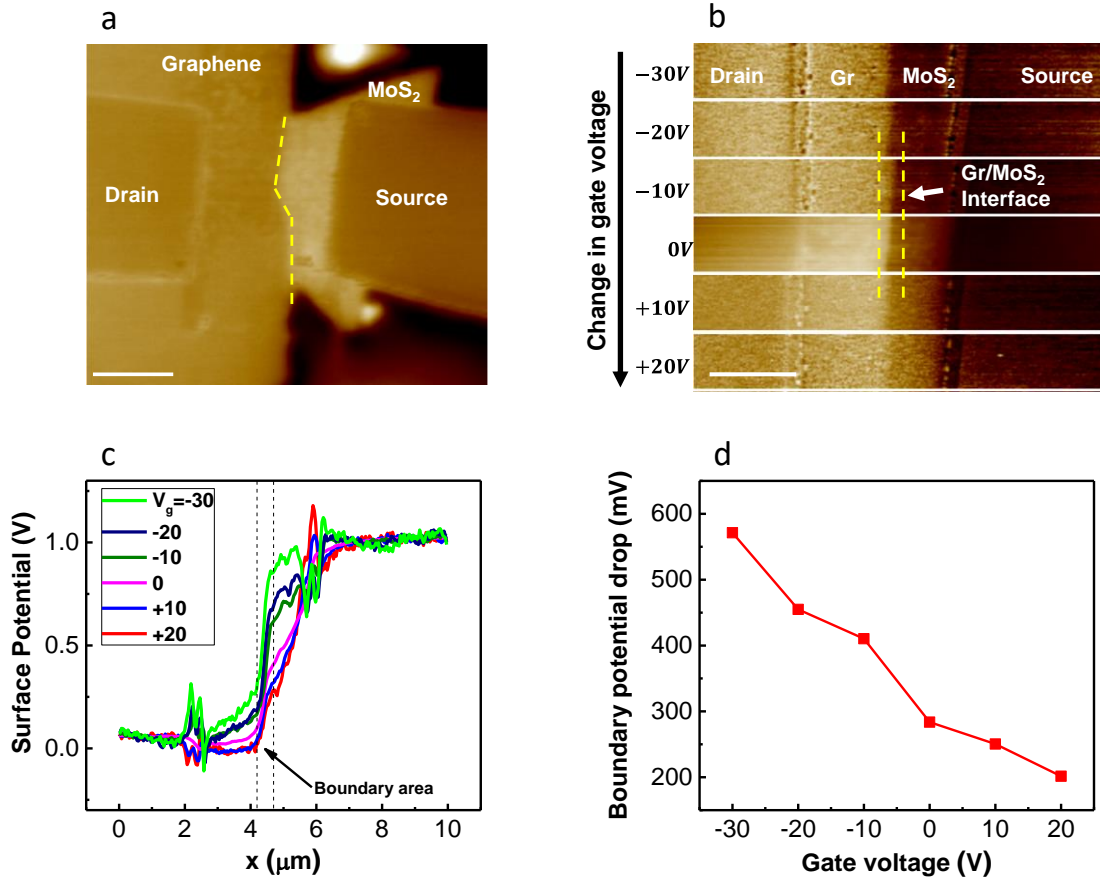 a
Graphene
MoS₂
Drain
Source
b
Change in gate voltage
−30V
−20V
−10V
0V
+10V
+20V
Drain
Gr
MoS₂
Source
Gr/MoS₂
Interface
c
Surface Potential (V)
1.0
0.5
0.0
V_g=-30
-20
-10
0
+10
+20
Boundary area
0 2 4 6 8 10
x (μm)
d
Boundary potential drop (mV)
600
500
400
300
200
-30 -20 -10 0 10 20
Gate voltage (V)